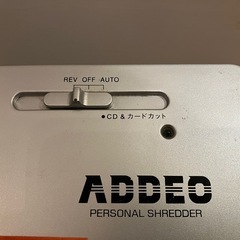 REV OFF AUTO
● CD & カードカット
ADDEO
PERSONAL SHREDDER